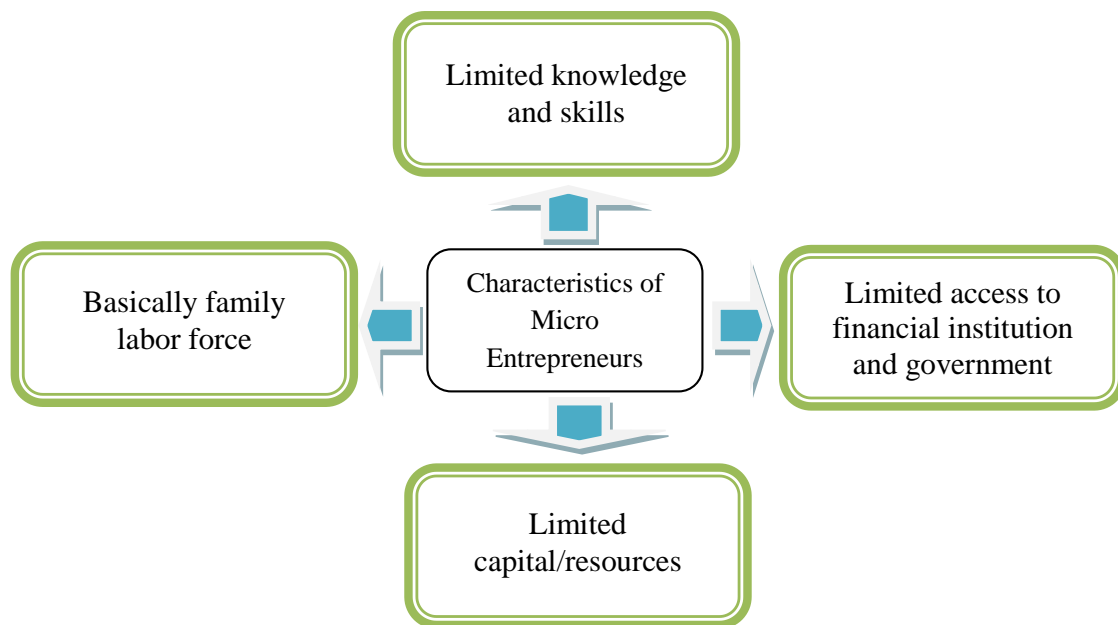 Limited knowledge
and skills
Basically family
labor force
Characteristics of
Micro
Entrepreneurs
Limited access to
financial institution
and government
Limited
capital/resources